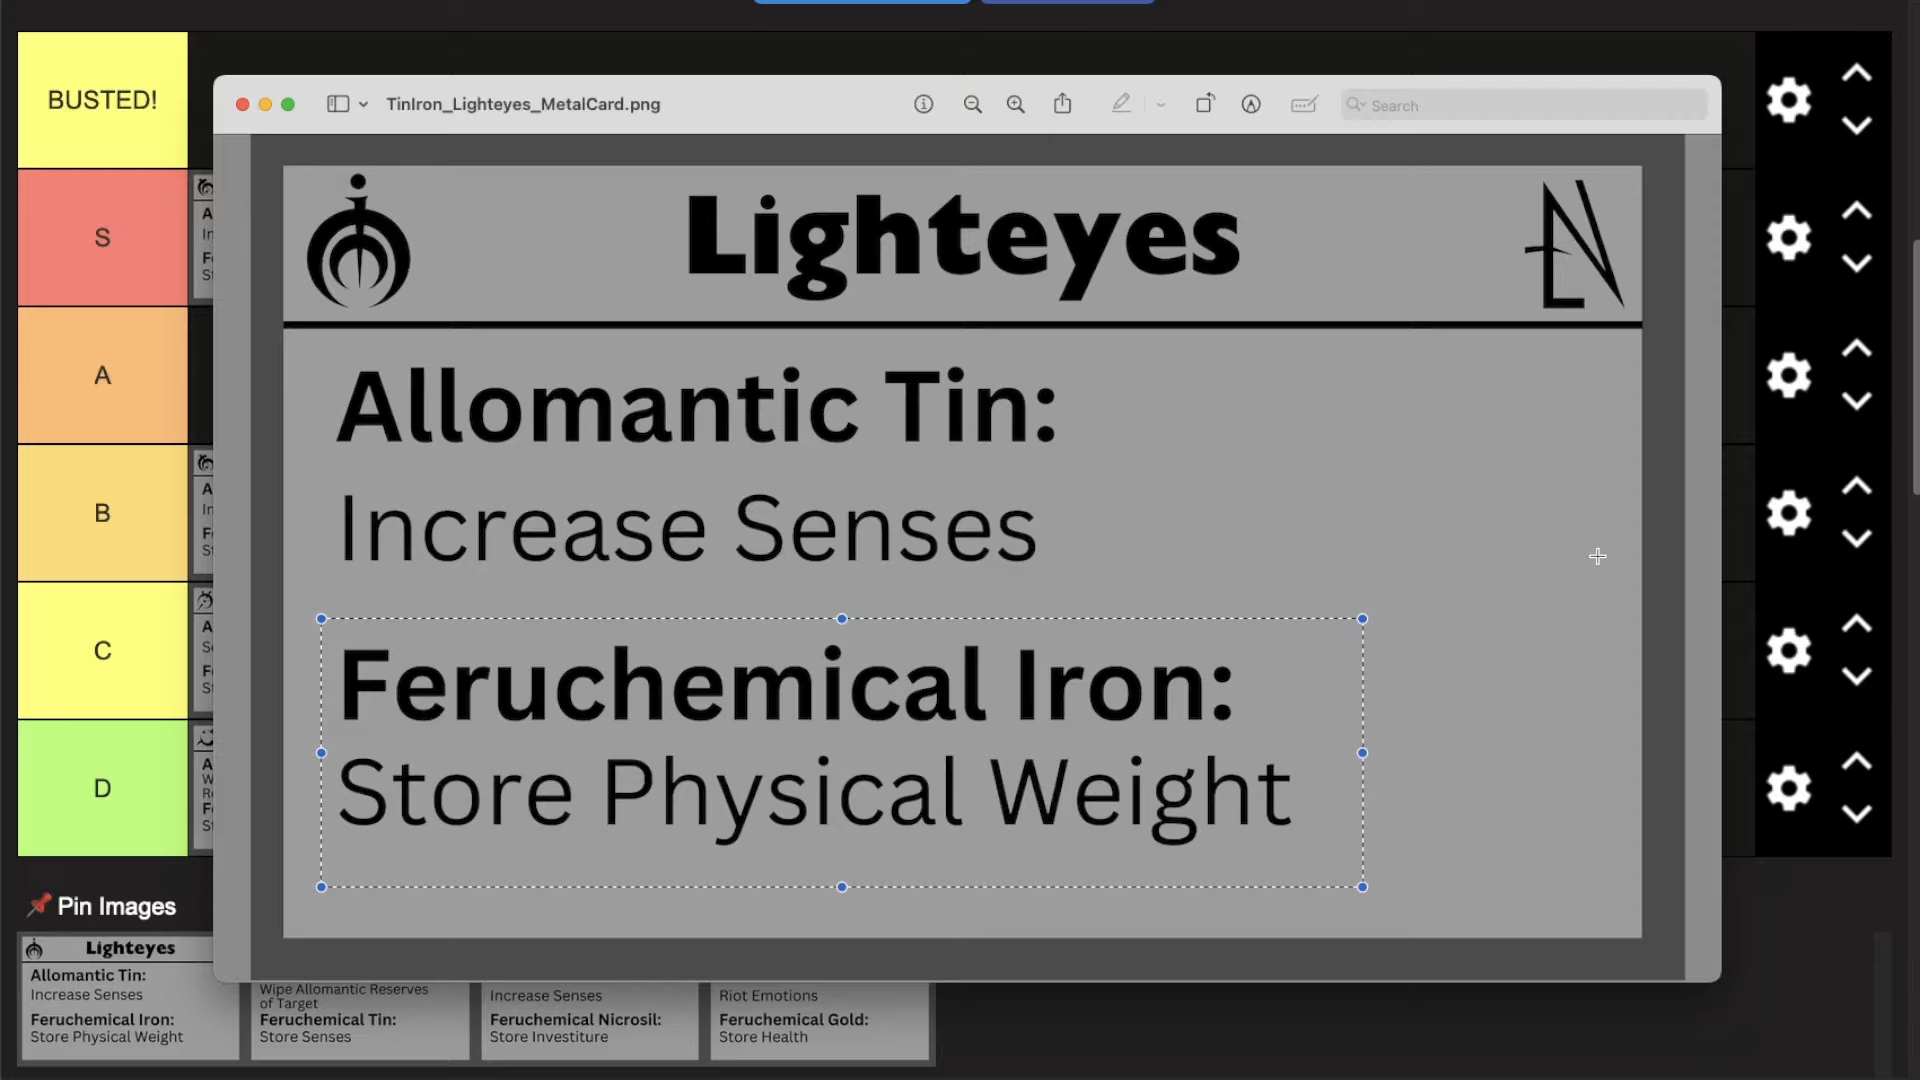 BUSTED!
TinIron_Lighteyes_MetalCard.png
Search
S
A
B
C
D
Lighteyes
Allomantic Tin:
Increase Senses
Feruchemical Iron:
Store Physical Weight
📌 Pin Images
Lighteyes
Allomantic Tin:
Increase Senses
Feruchemical Iron:
Store Physical Weight
Wipe Allomantic Reserves
of Target
Feruchemical Tin:
Store Senses
Increase Senses
Feruchemical Nicrosil:
Store Investiture
Riot Emotions
Feruchemical Gold:
Store Health